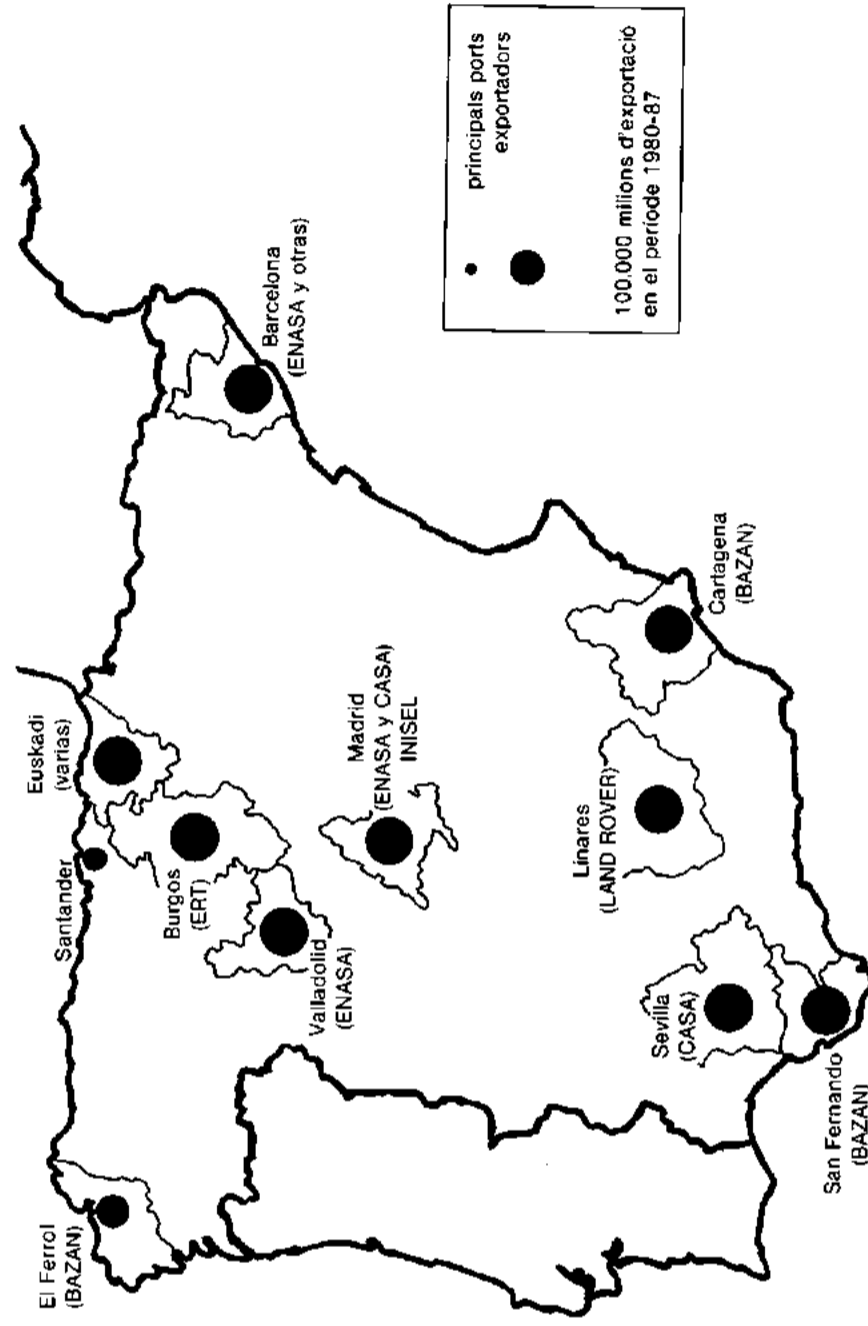 El Ferrol
(BAZAN)
Santander
Euskadi
(varias)
Burgos
(ERT)
Valladolid
(ENASA)
Barcelona
(ENASA y otras)
Madrid
(ENASA y CASA)
INISEL
Linares
(LAND ROVER)
Cartagena
(BAZAN)
Sevilla
(CASA)
San Fernando
(BAZAN)
principals ports
exportadors
100.000 milions d'exportació
en el període 1980-87